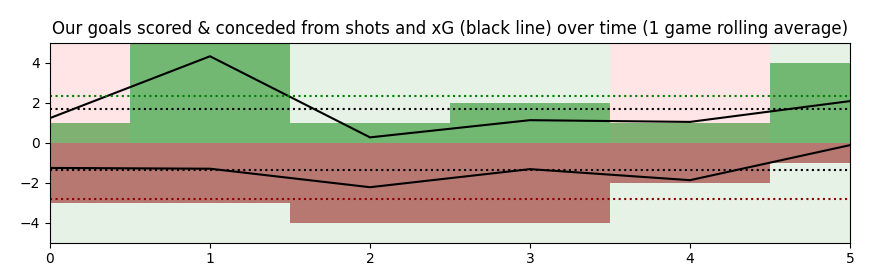 Our goals scored & conceded from shots and xG (black line) over time (1 game rolling average)
4
2
0
−2
−4
0 1 2 3 4 5